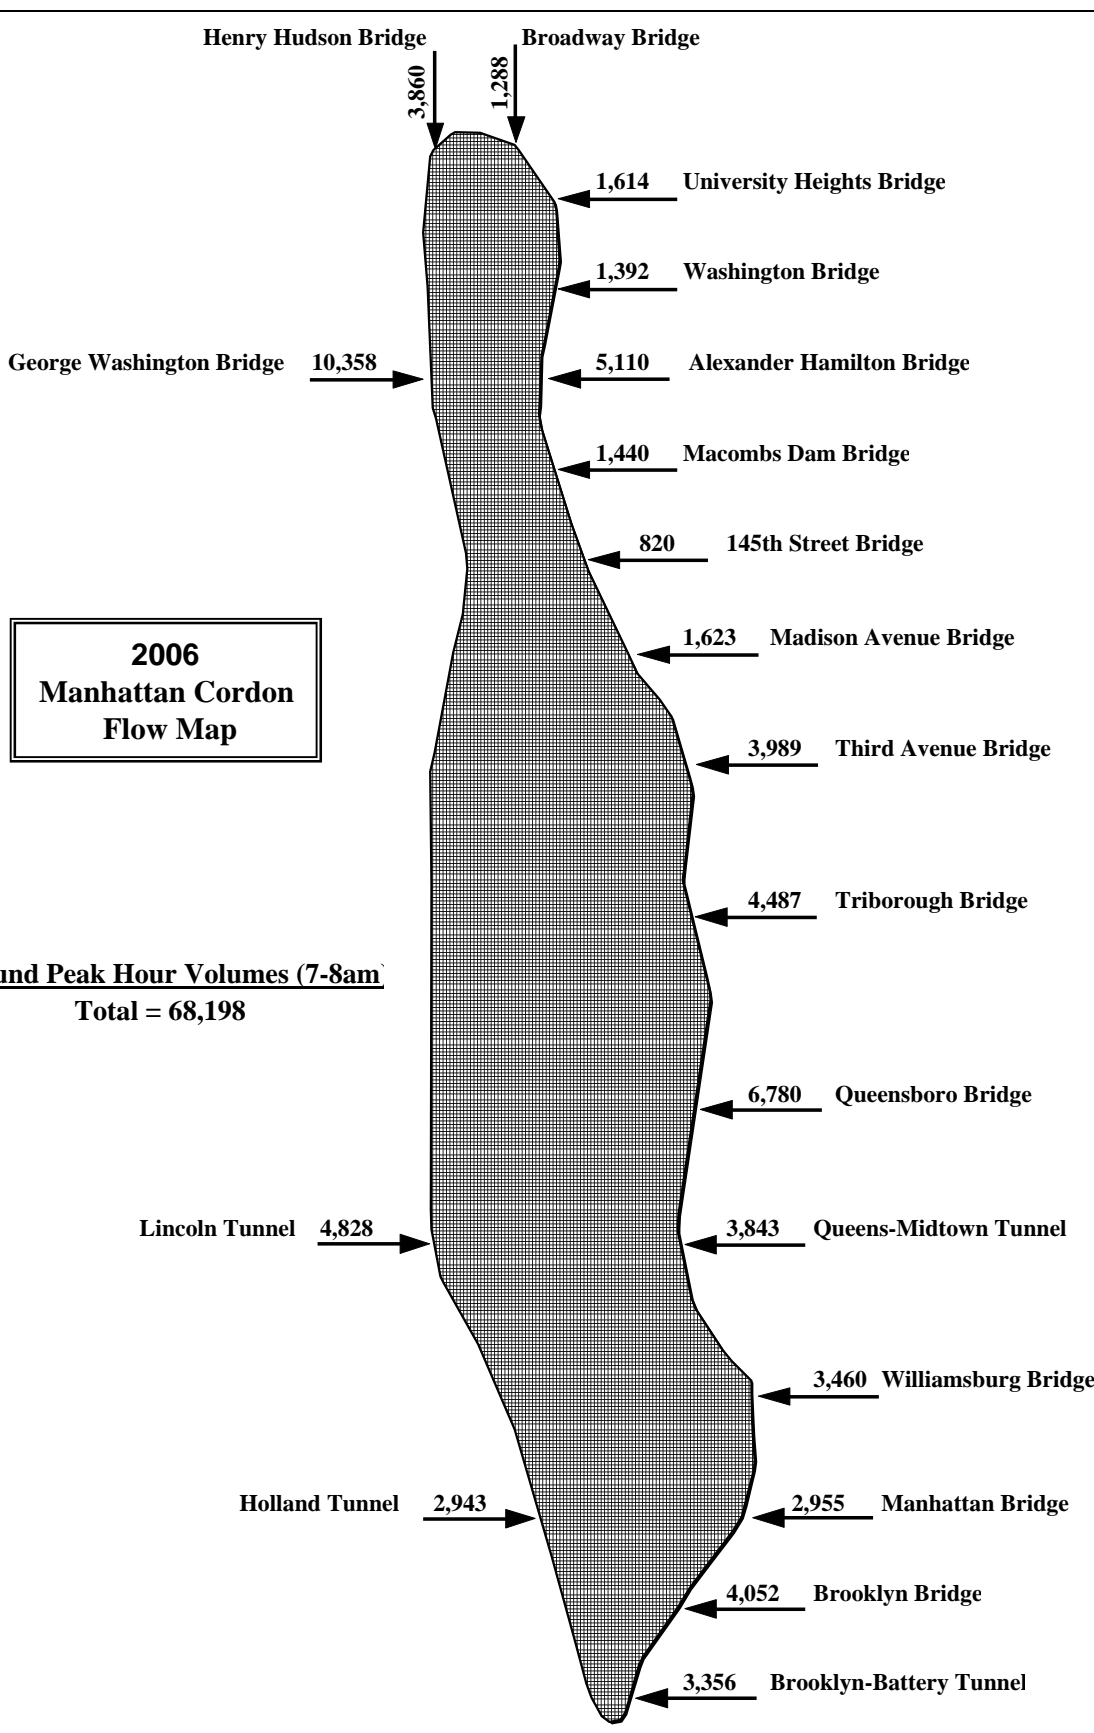 Henry Hudson Bridge
Broadway Bridge
3,860
1,288
1,614 University Heights Bridge
1,392 Washington Bridge
George Washington Bridge 10,358
5,110 Alexander Hamilton Bridge
1,440 Macombs Dam Bridge
820 145th Street Bridge
1,623 Madison Avenue Bridge
2006
Manhattan Cordon
Flow Map
3,989 Third Avenue Bridge
4,487 Triborough Bridge
Peak Hour Volumes (7-8am)
Total = 68,198
6,780 Queensboro Bridge
Lincoln Tunnel 4,828
3,843 Queens-Midtown Tunnel
3,460 Williamsburg Bridge
Holland Tunnel 2,943
2,955 Manhattan Bridge
4,052 Brooklyn Bridge
3,356 Brooklyn-Battery Tunnel